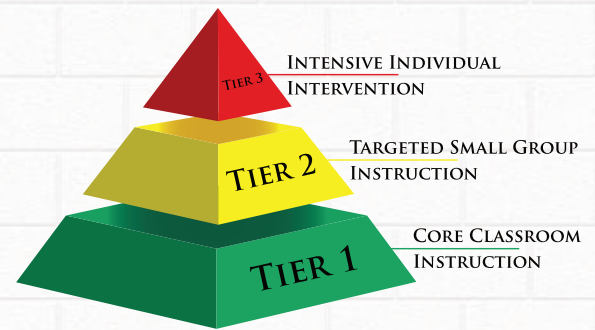 Tier 3
Intensive Individual
Intervention
Tier 2
Targeted Small Group
Instruction
Tier 1
Core Classroom
Instruction